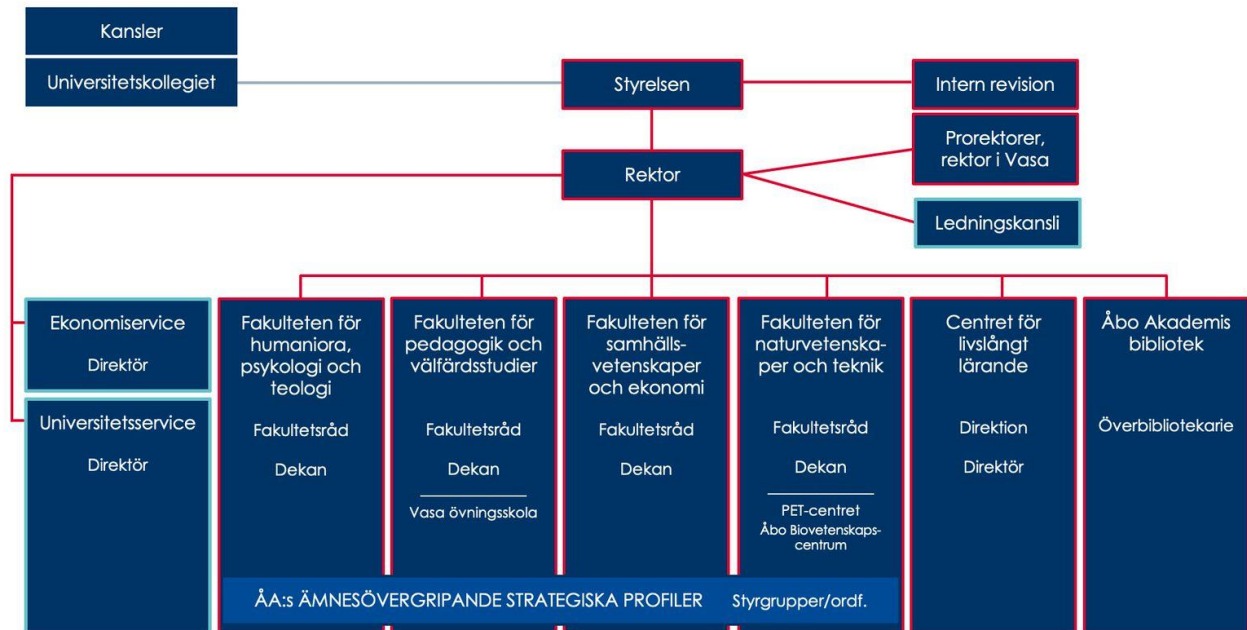 Kansler
Universitetskollegiet
Styrelsen
Intern revision
Prorektorer,
rektor i Vasa
Rektor
Ledningskansli
Ekonomiservice
Direktör
Universitetsservice
Direktör
Fakulteten för
humaniora,
psykologi och
teologi
Fakultetsråd
Dekan
Fakulteten för
pedagogik och
välfärdsstudier
Fakultetsråd
Dekan
Vasa övningsskola
Fakulteten för
samhälls-
vetenskaper
och ekonomi
Fakultetsråd
Dekan
Fakulteten för
naturvetenska-
per och teknik
Fakultetsråd
Dekan
PET-centret
Åbo Biovetenskaps-
centrum
Centret för
livslångt
lärande
Direktion
Direktör
Åbo Akademis
bibliotek
Överbibliotekarie
ÅA:s ÄMNESÖVERGRIPANDE STRATEGISKA PROFILER Styrgrupper/ordf.